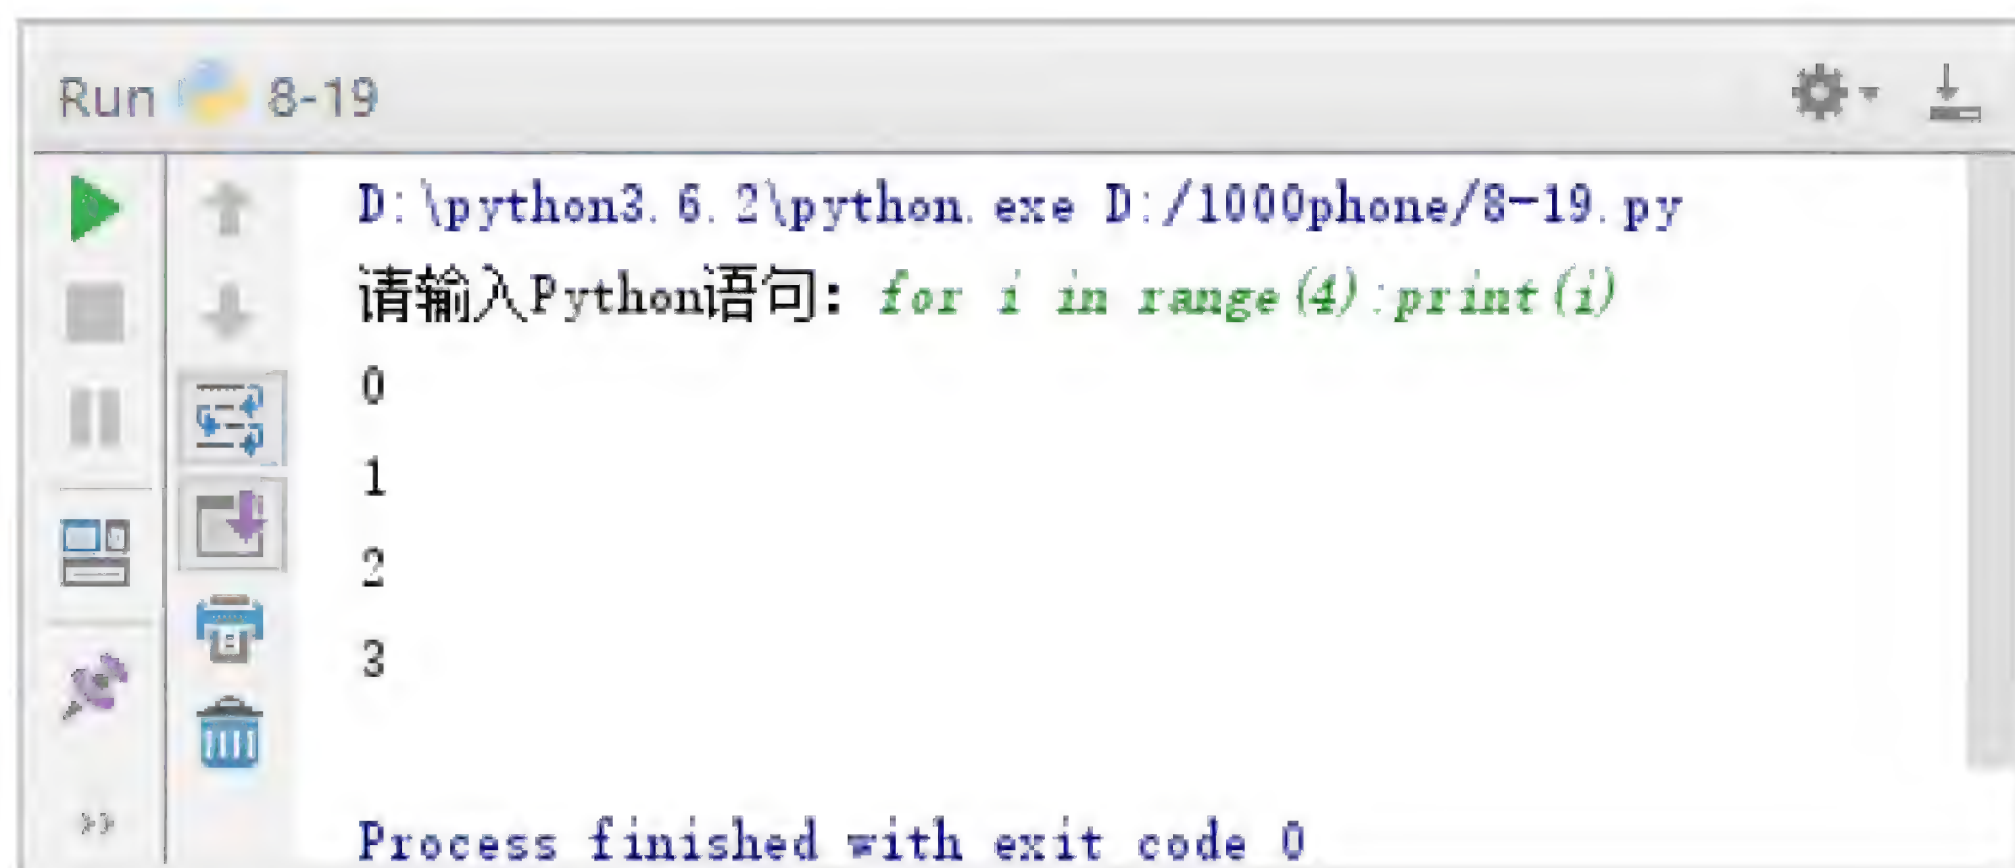 Run 8-19
D:\python3.6.2\python.exe D:/1000phone/8-19.py
请输入Python语句：for i in range(4):print(i)
0
1
2
3
Process finished with exit code 0